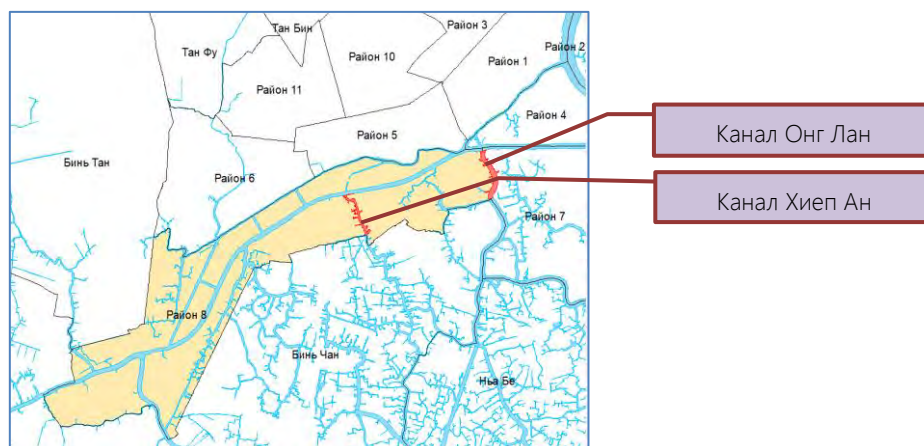 Район 3
Тан Бин
Район 2
Тан Фу
Район 10
Район 1
Район 11
Район 4
Район 5
Канал Онг Лан
Бинь Тан
Район 6
Канал Хиеп Ан
Район 7
Район 8
Бинь Чан
Нья Бе